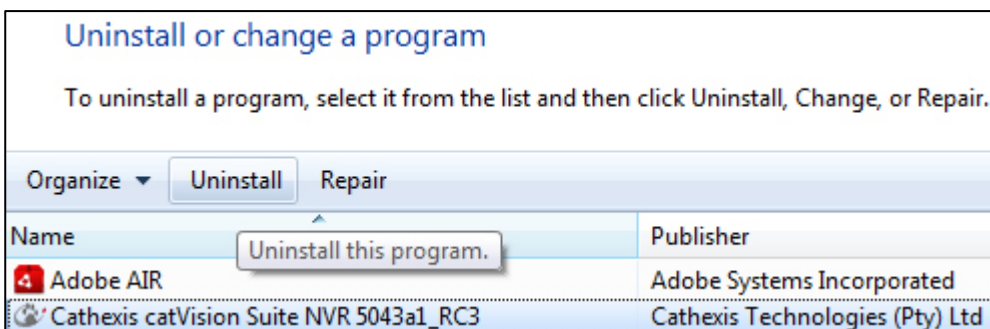 Uninstall or change a program
To uninstall a program, select it from the list and then click Uninstall, Change, or Repair.
Organize Uninstall Repair
Name Publisher
Uninstall this program.
Adobe AIR Adobe Systems Incorporated
Cathexis catVision Suite NVR 5043a1_RC3 Cathexis Technologies (Pty) Ltd